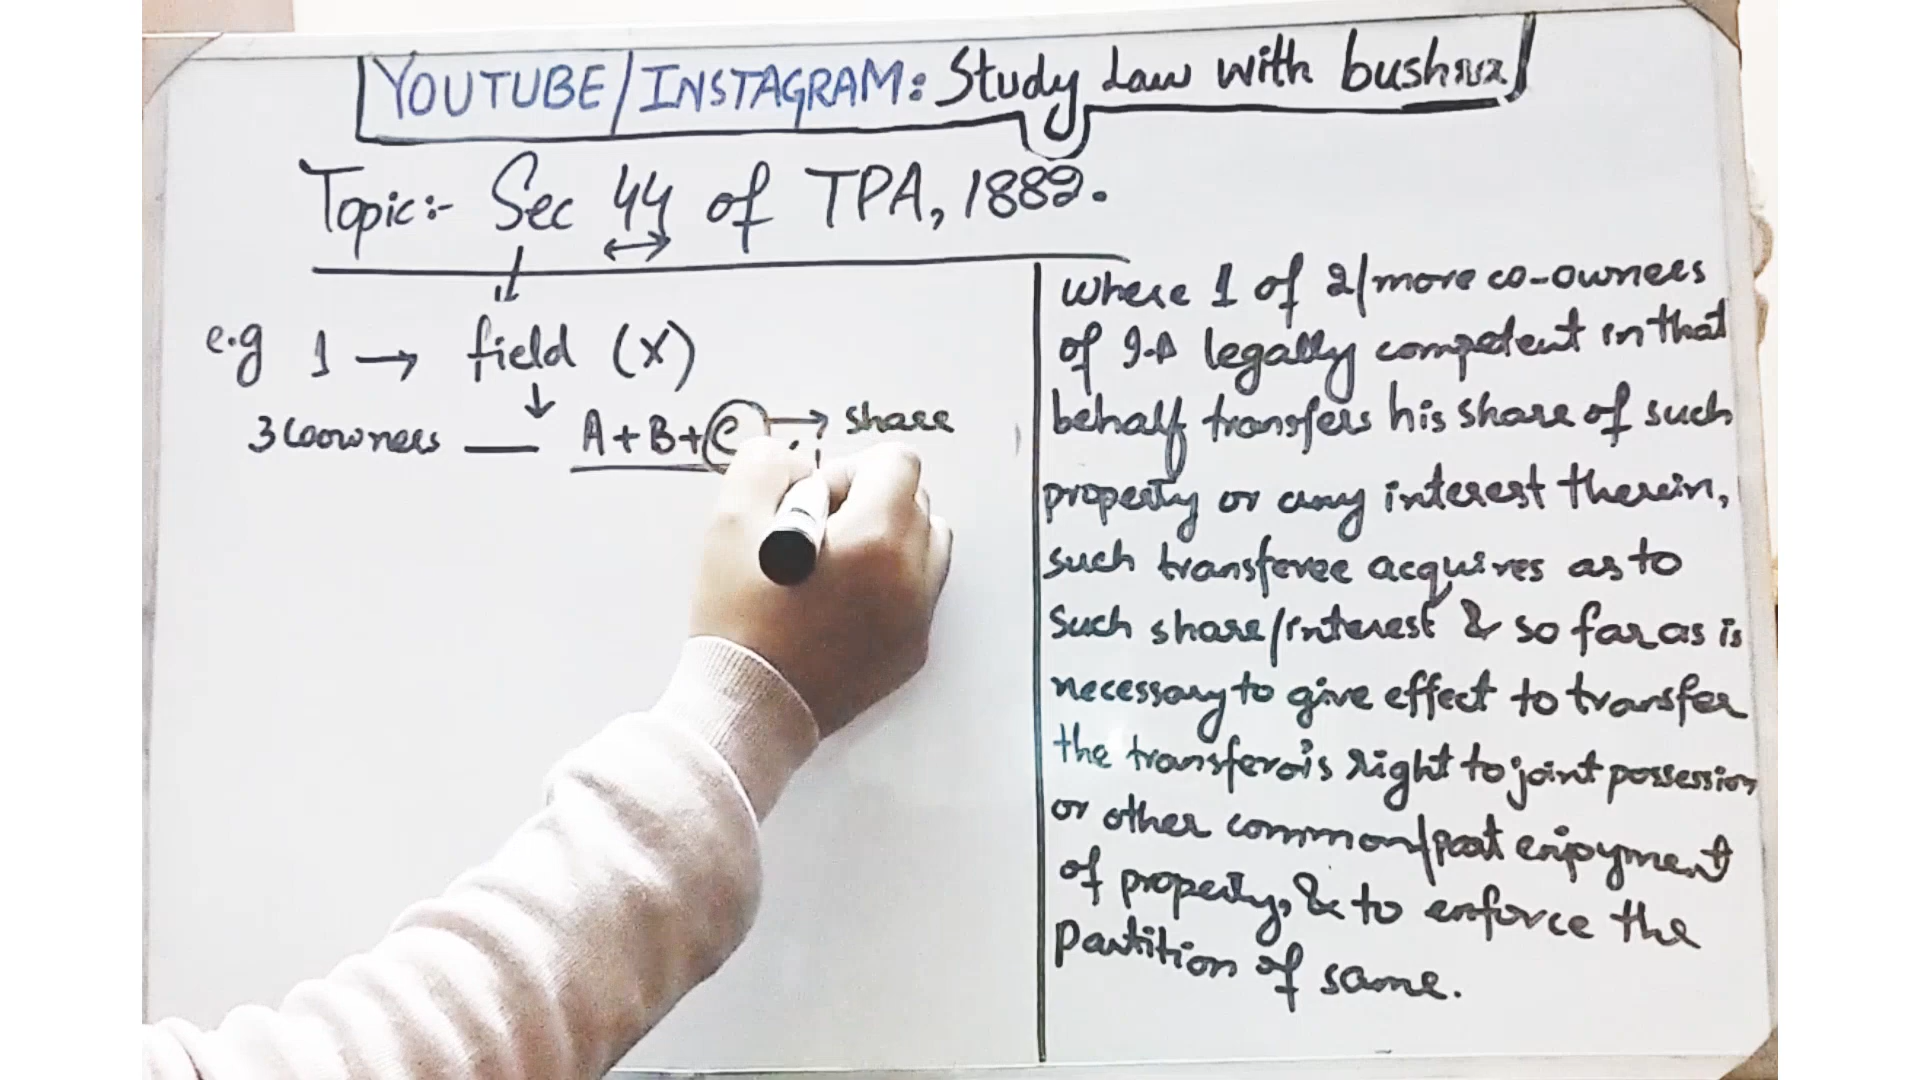 YOUTUBE/INSTAGRAM: Study Law with bushra
Topic:- Sec 44 of TPA, 1882.
e.g 1 → field (X)
3 Coowners — A+B+C → share
where 1 of 2/more co-owners
of I.P legally competent in that
behalf transfers his share of such
property or any interest therein,
such transferee acquires as to
such share/interest & so far as is
necessary to give effect to transfer
the transferor's right to joint possession
or other common/part enjoyment
of property, & to enforce the
partition of same.